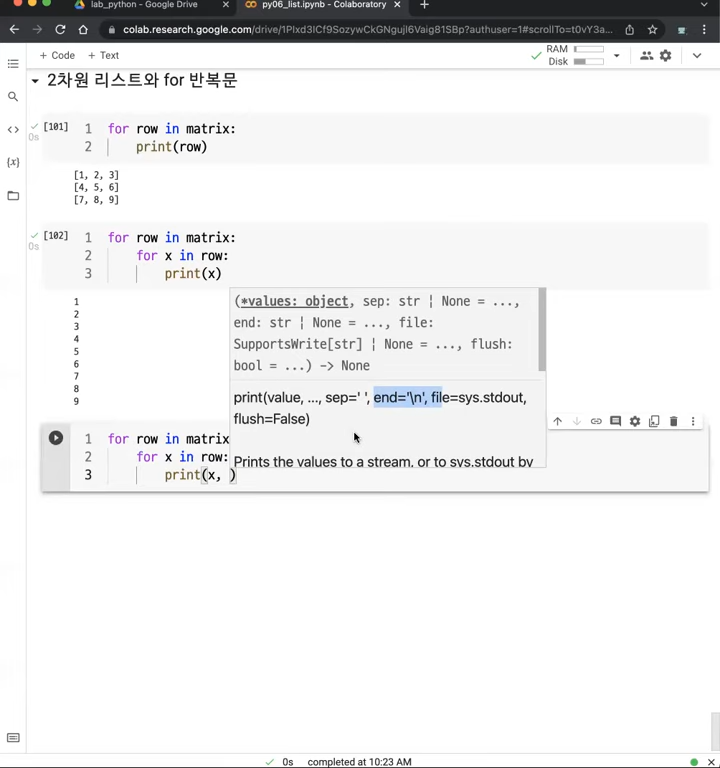 lab_python - Google Drive
py06_list.ipynb - Colaboratory
colab.research.google.com/drive/1PIxd3lCf9SozywCkGNgujI6Vaig81SBp?authuser=1#scrollTo=t0vY3a...
+ Code + Text
RAM
Disk
2차원 리스트와 for 반복문
[101]
0s
1 for row in matrix:
2 print(row)
[1, 2, 3]
[4, 5, 6]
[7, 8, 9]
[102]
0s
1 for row in matrix:
2 for x in row:
3 print(x)
1
2
3
4
5
6
7
8
9
(*values: object, sep: str ¦ None = ...,
end: str ¦ None = ..., file:
SupportsWrite[str] ¦ None = ..., flush:
bool = ...) -> None
print(value, ..., sep=' ', end='\n', file=sys.stdout,
flush=False)
Prints the values to a stream, or to sys.stdout by
1 for row in matrix
2 for x in row:
3 print(x, )
0s completed at 10:23 AM